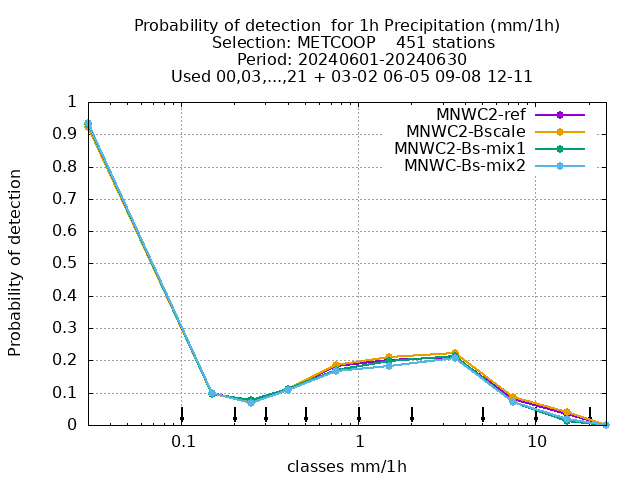 Probability of detection  for 1h Precipitation (mm/1h)
Selection: METCOOP    451 stations
Period: 20240601-20240630
Used 00,03,...,21 + 03-02 06-05 09-08 12-11
MNWC2-ref
MNWC2-Bscale
MNWC2-Bs-mix1
MNWC-Bs-mix2
Probability of detection
1
0.9
0.8
0.7
0.6
0.5
0.4
0.3
0.2
0.1
0
0.1 1 10
classes mm/1h